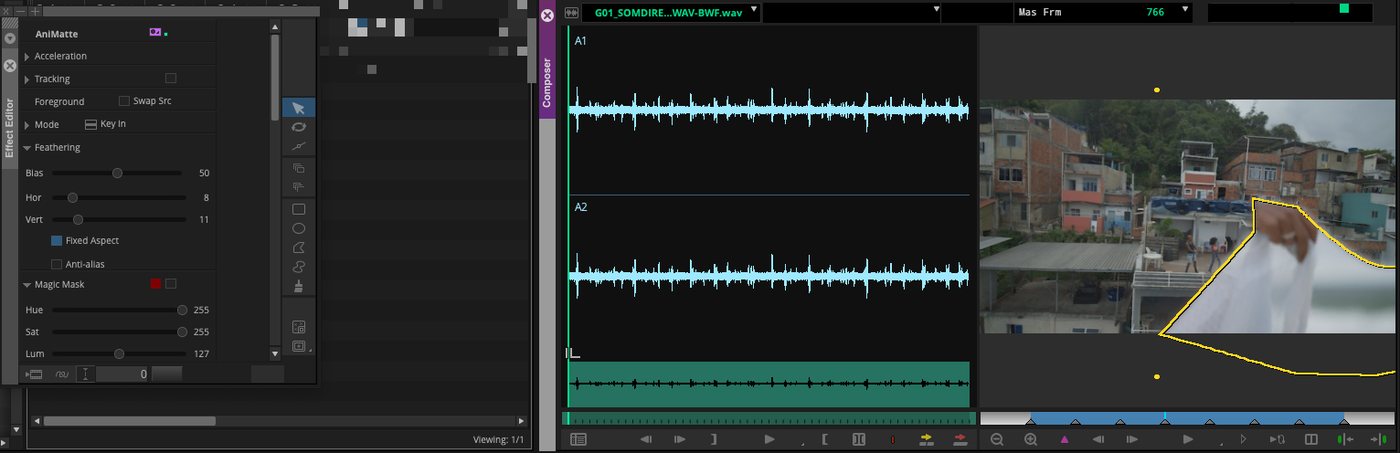 G01_SOMDIRE...WAV-BWF.wav
Mas Frm
766
AniMatte
Acceleration
Tracking
Foreground
Swap Src
Mode
Key In
Feathering
Bias
50
Hor
8
Vert
11
Fixed Aspect
Anti-alias
Magic Mask
Hue
255
Sat
255
Lum
127
0
Effect Editor
Viewing: 1/1
Composer
A1
A2